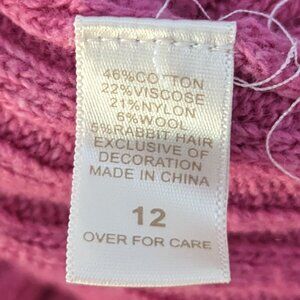 46%COTTON
22%VISCOSE
21%NYLON
6%WOOL
5%RABBIT HAIR
EXCLUSIVE OF
DECORATION
MADE IN CHINA
12
OVER FOR CARE